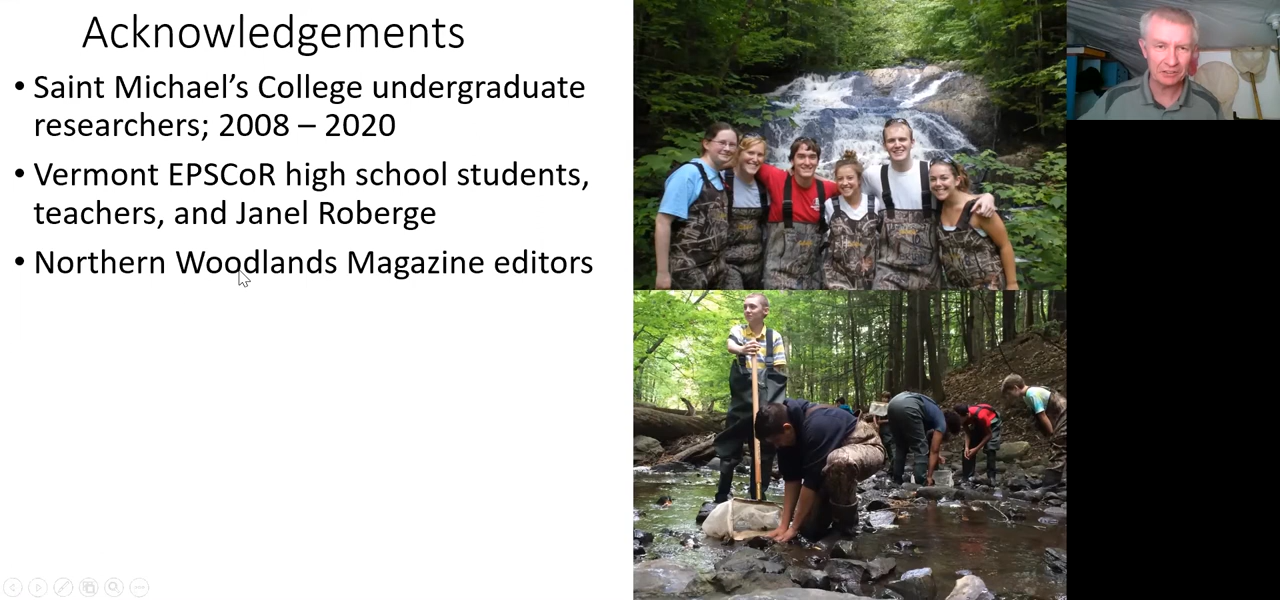 Acknowledgements
• Saint Michael’s College undergraduate
researchers; 2008 – 2020
• Vermont EPSCoR high school students,
teachers, and Janel Roberge
• Northern Woodlands Magazine editors